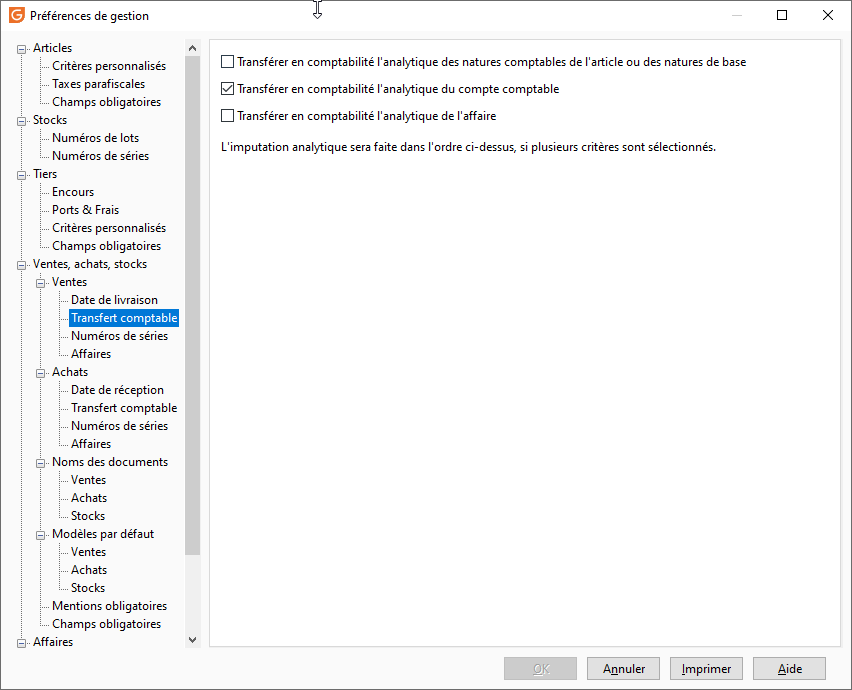 Préférences de gestion
Articles
Critères personnalisés
Taxes parafiscales
Champs obligatoires
Stocks
Numéros de lots
Numéros de séries
Tiers
Encours
Ports & Frais
Critères personnalisés
Champs obligatoires
Ventes, achats, stocks
Ventes
Date de livraison
Transfert comptable
Numéros de séries
Affaires
Achats
Date de réception
Transfert comptable
Numéros de séries
Affaires
Noms des documents
Ventes
Achats
Stocks
Modèles par défaut
Ventes
Achats
Stocks
Mentions obligatoires
Champs obligatoires
Affaires
Transférer en comptabilité l'analytique des natures comptables de l'article ou des natures de base
Transférer en comptabilité l'analytique du compte comptable
Transférer en comptabilité l'analytique de l'affaire
L'imputation analytique sera faite dans l'ordre ci-dessus, si plusieurs critères sont sélectionnés.
OK
Annuler
Imprimer
Aide